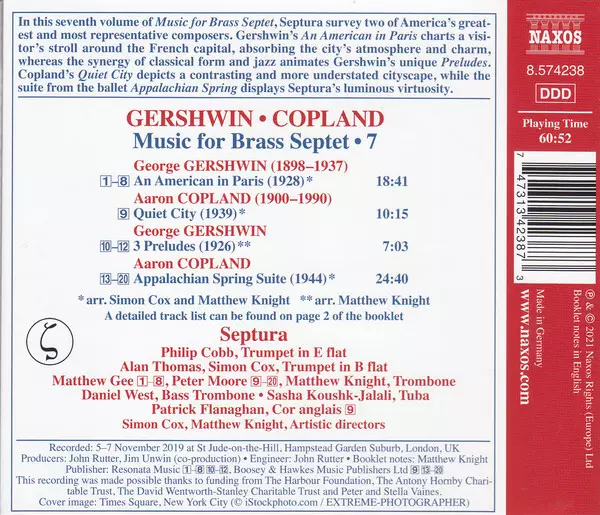 In this seventh volume of Music for Brass Septet, Septura survey two of America's great-
est and most representative composers. Gershwin's An American in Paris charts a visi-
tor's stroll around the French capital, absorbing the city's atmosphere and charm,
whereas the synergy of classical form and jazz animates Gershwin's unique Preludes.
Copland's Quiet City depicts a contrasting and more understated cityscape, while the
suite from the ballet Appalachian Spring displays Septura's luminous virtuosity.
GERSHWIN • COPLAND
Music for Brass Septet • 7
George GERSHWIN (1898–1937)
1–8 An American in Paris (1928)* 18:41
Aaron COPLAND (1900–1990)
9 Quiet City (1939)* 10:15
George GERSHWIN
10–12 3 Preludes (1926)** 7:03
Aaron COPLAND
13–20 Appalachian Spring Suite (1944)* 24:40
* arr. Simon Cox and Matthew Knight ** arr. Matthew Knight
A detailed track list can be found on page 2 of the booklet
ζ
Septura
Philip Cobb, Trumpet in E flat
Alan Thomas, Simon Cox, Trumpet in B flat
Matthew Gee 1–8, Peter Moore 9–20, Matthew Knight, Trombone
Daniel West, Bass Trombone • Sasha Koushk-Jalali, Tuba
Patrick Flanaghan, Cor anglais 9
Simon Cox, Matthew Knight, Artistic directors
Recorded: 5–7 November 2019 at St Jude-on-the-Hill, Hampstead Garden Suburb, London, UK
Producers: John Rutter, Jim Unwin (co-production) • Engineer: John Rutter • Booklet notes: Matthew Knight
Publisher: Resonata Music 1–8 10–12, Boosey & Hawkes Music Publishers Ltd 9 13–20
This recording was made possible thanks to funding from The Harbour Foundation, The Antony Hornby Chari-
table Trust, The David Wentworth-Stanley Charitable Trust and Peter and Stella Vaines.
Cover image: Times Square, New York City (© iStockphoto.com / EXTREME-PHOTOGRAPHER)
NAXOS
8.574238
DDD
Playing Time
60:52
7 47313 42387 3
℗ & © 2021 Naxos Rights (Europe) Ltd
Booklet notes in English
Made in Germany
www.naxos.com